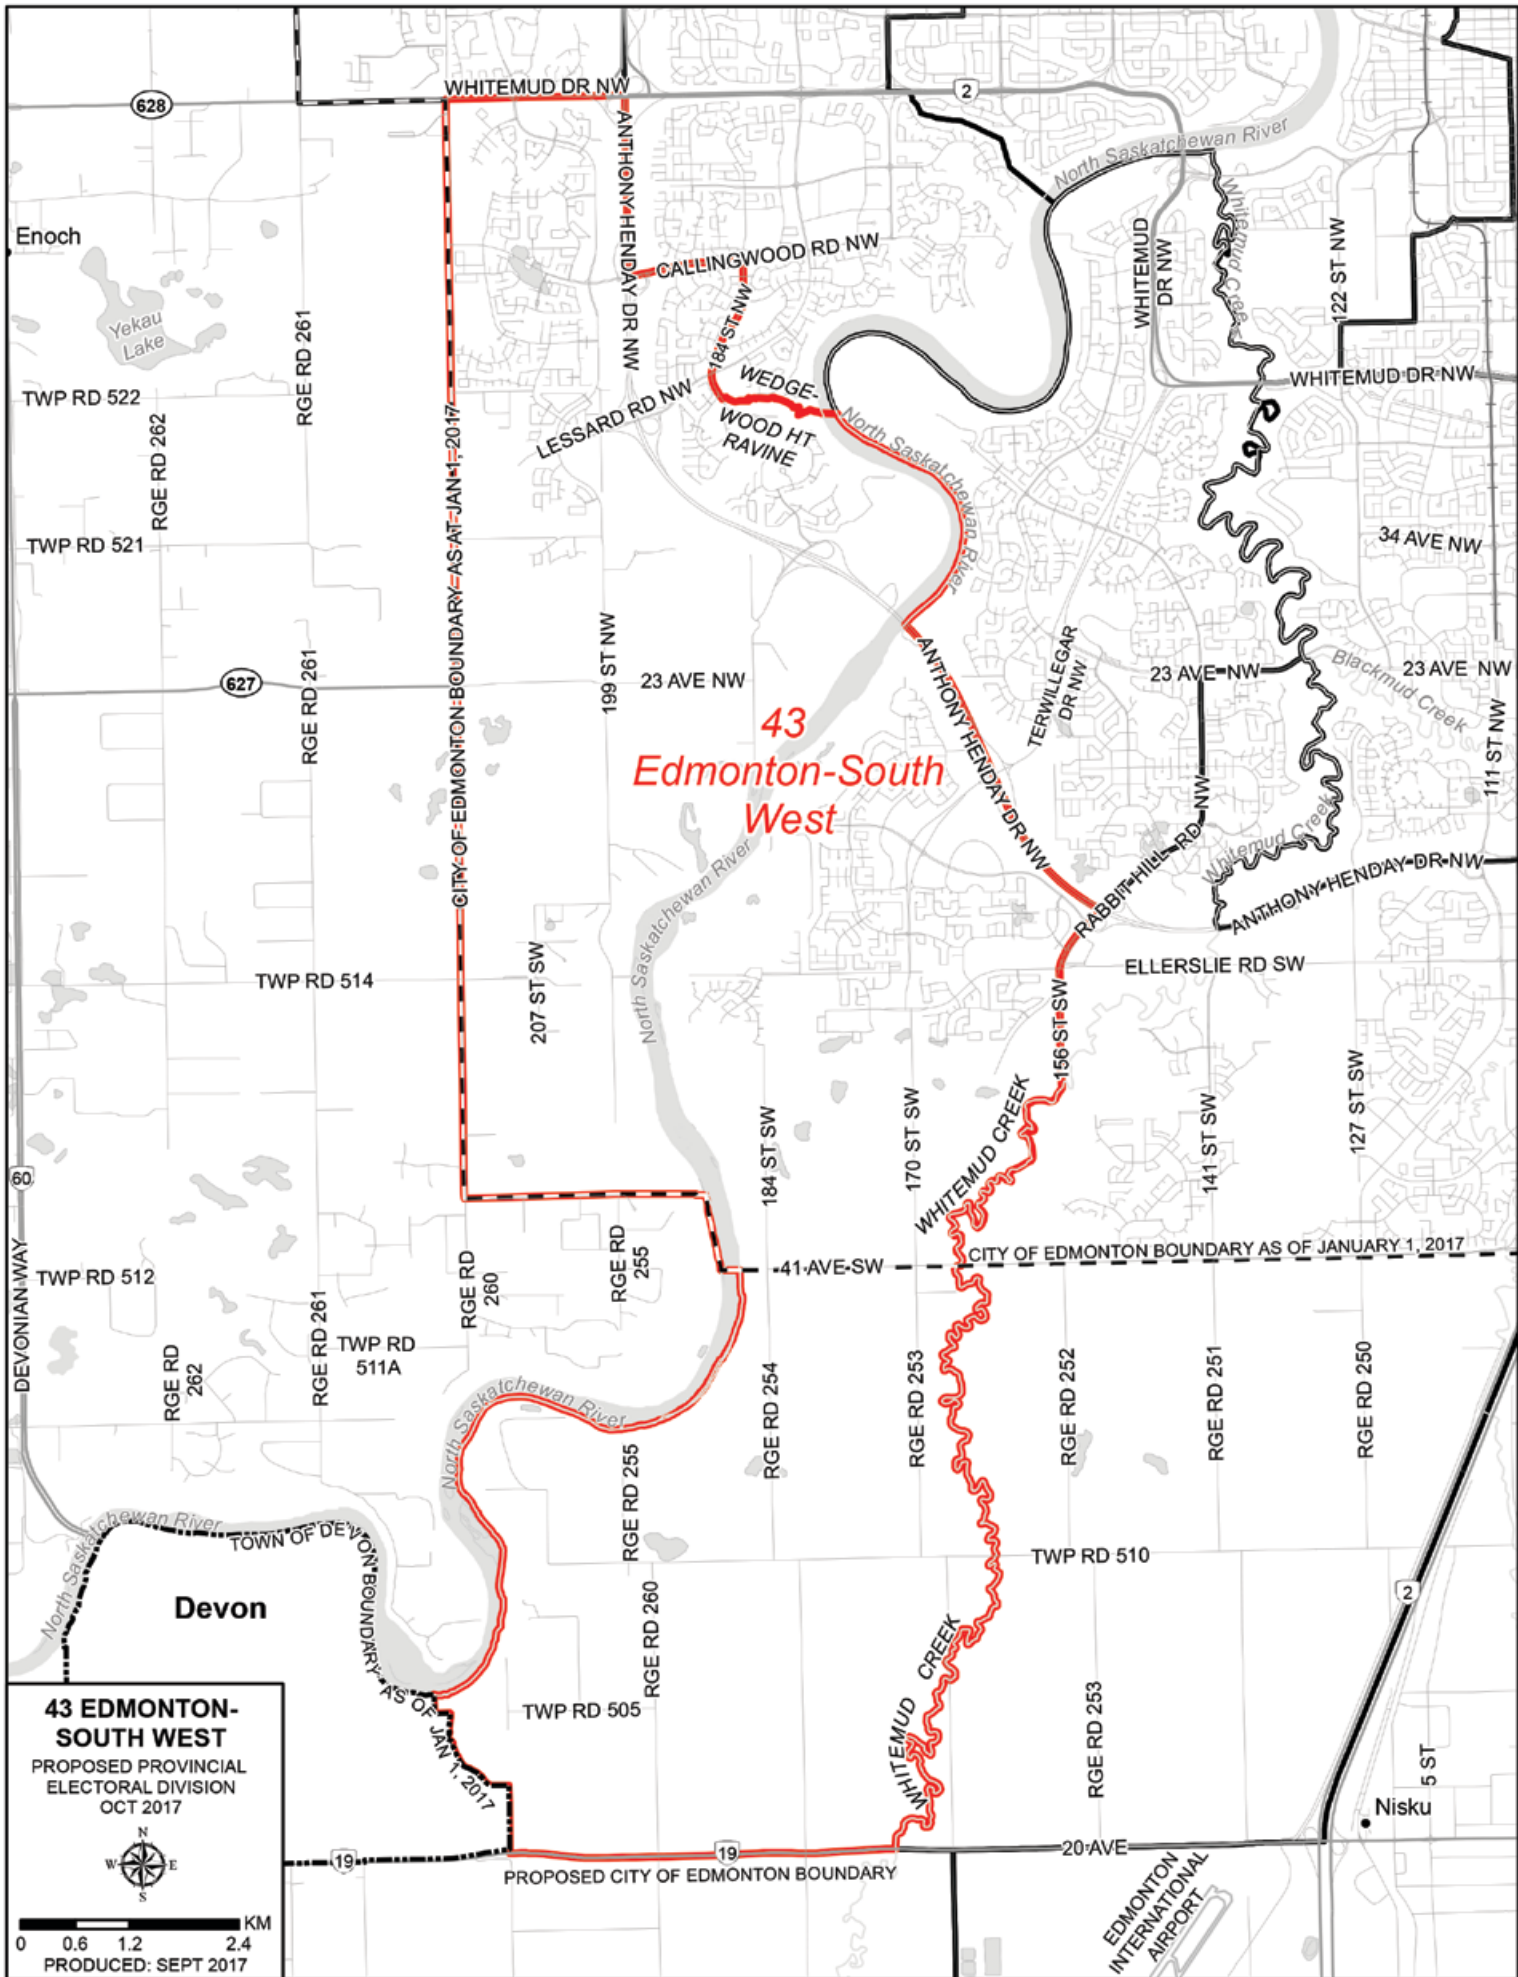 WHITEMUD DR NW
628
2
ANTHONY HENDAY DR NW
North Saskatchewan River
Whitemud Creek
WHITEMUD
DR NW
122 ST NW
Enoch
CALLINGWOOD RD NW
Yekau
Lake
RGE RD 261
184 ST NW
WEDGE-
WOOD HT
RAVINE
WHITEMUD DR NW
TWP RD 522
LESSARD RD NW
RGE RD 262
CITY OF EDMONTON BOUNDARY AS AT JAN 1, 2017
North Saskatchewan River
TWP RD 521
34 AVE NW
199 ST NW
ANTHONY HENDAY DR NW
TERWILLEGAR
DR NW
23 AVE NW
Blackmud Creek
23 AVE NW
627
RGE RD 261
23 AVE NW
43
Edmonton-South
West
111 ST NW
RABBIT HILL RD NW
Whitemud Creek
ANTHONY HENDAY DR NW
North Saskatchewan River
ELLERSLIE RD SW
TWP RD 514
207 ST SW
North Saskatchewan River
156 ST SW
WHITEMUD CREEK
184 ST SW
170 ST SW
141 ST SW
127 ST SW
60
DEVONIAN WAY
TWP RD 512
RGE RD
260
RGE RD
255
41 AVE SW
CITY OF EDMONTON BOUNDARY AS OF JANUARY 1, 2017
RGE RD
262
RGE RD 261
TWP RD
511A
RGE RD 254
RGE RD 253
RGE RD 252
RGE RD 251
RGE RD 250
North Saskatchewan River
North Saskatchewan River
RGE RD 255
North Saskatchewan River
North Saskatchewan River
TOWN OF DEVON BOUNDARY AS OF JAN 1, 2017
TWP RD 510
Devon
2
RGE RD 260
WHITEMUD CREEK
TWP RD 505
RGE RD 253
5 ST
Nisku
43 EDMONTON-
SOUTH WEST
PROPOSED PROVINCIAL
ELECTORAL DIVISION
OCT 2017
N
W E
S
KM
0 0.6 1.2 2.4
PRODUCED: SEPT 2017
19
19
20 AVE
PROPOSED CITY OF EDMONTON BOUNDARY
EDMONTON
INTERNATIONAL
AIRPORT